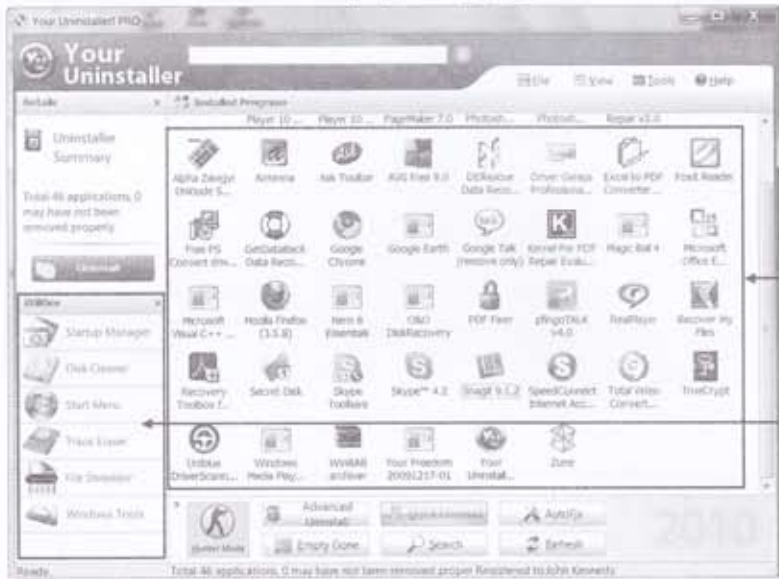 Your Uninstaller! PRO
Your
Uninstaller
File View Tools Help
Details × Installed Programs
Player 10 ... Player 10 ... PageMaker 7.0 Photosh... Photosh... Repair v2.0
Uninstaller
Summary
Total 46 applications, 0
may have not been
removed properly
Uninstall
Alpha Zawgyi
Unicode S...
Antenna
Ask Toolbar
AVG Free 9.0
Data Reco...
Driver Genius
Professiona...
Excel to PDF
Converter ...
Foxit Reader
Free PS
Convert driv...
GetDataBack
Data Reco...
Google
Chrome
Google Earth
Google Talk
(remove only)
Kernel For PDF
Repair Evalu...
Magic Ball 4
Microsoft
Office E...
Microsoft
Visual C++ ...
Mozilla Firefox
(3.5.8)
Nero 8
Essentials
O&O
DiskRecovery
PDF Fixer
pfingoTALK
v4.0
RealPlayer
Recover My
Files
Recovery
Toolbox f...
Secret Disk
Skype
Toolbars
Skype™ 4.2
SnagIt 9.1.2
SpeedConnect
Internet Acc...
Total Video
Convert...
TrueCrypt
Uniblue
DriverScann...
Windows
Media Play...
WinRAR
archiver
Your Freedom
20091217-01
Your
Uninstall...
Zune
Utilities ×
Startup Manager
Disk Cleaner
Start Menu
Trace Eraser
File Shredder
Windows Tools
Hunter Mode
Advanced
Uninstall
Quick Uninstall
AutoFix
Empty Gone
Search
Refresh
2010
Ready.
Total 46 applications, 0 may have not been removed proper Registered to John Kennerly